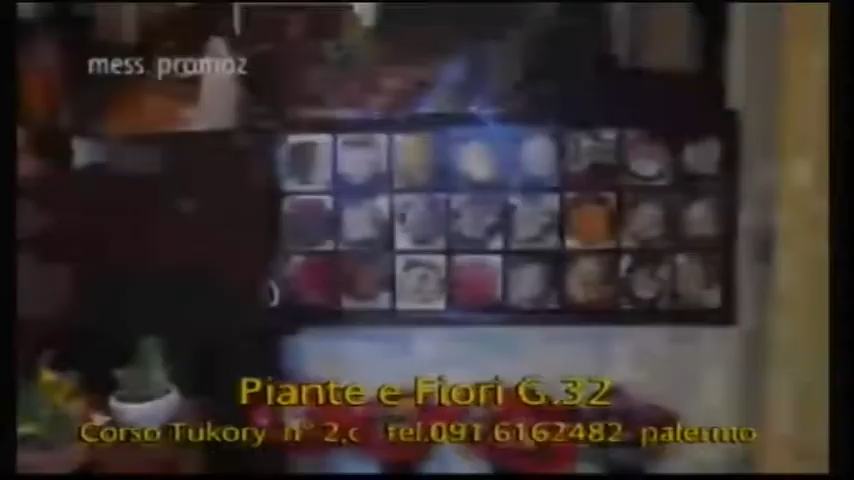 mess. promoz
Piante e Fiori G.32
Corso Tukory n° 2,c tel.091 6162482 palermo